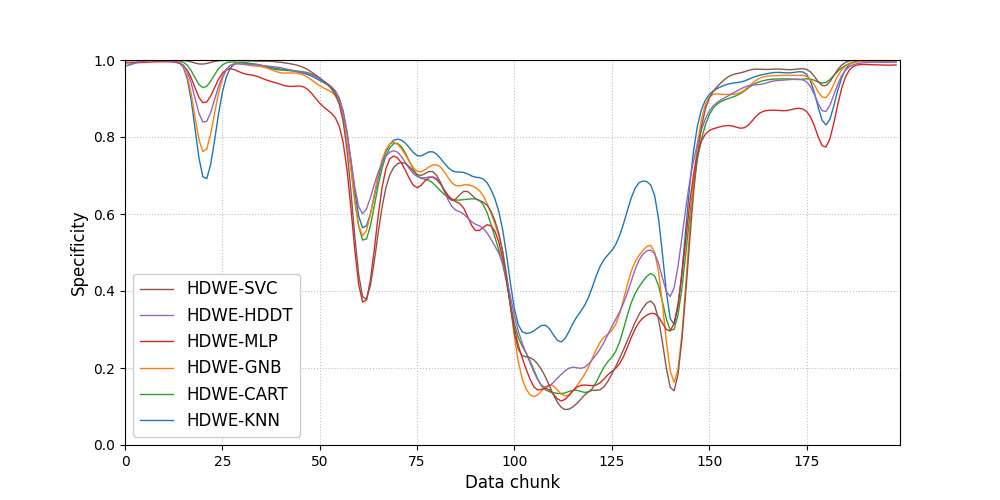 1.0
0.8
0.6
0.4
0.2
0.0
Specificity
HDWE-SVC
HDWE-HDDT
HDWE-MLP
HDWE-GNB
HDWE-CART
HDWE-KNN
0 25 50 75 100 125 150 175
Data chunk